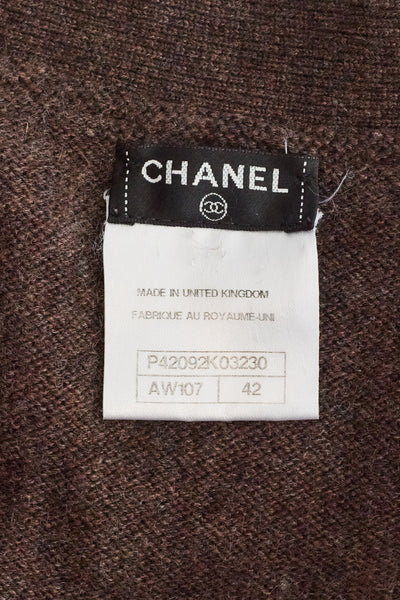 CHANEL
MADE IN UNITED KINGDOM
FABRIQUE AU ROYAUME-UNI
P42092K03230
AW107 42